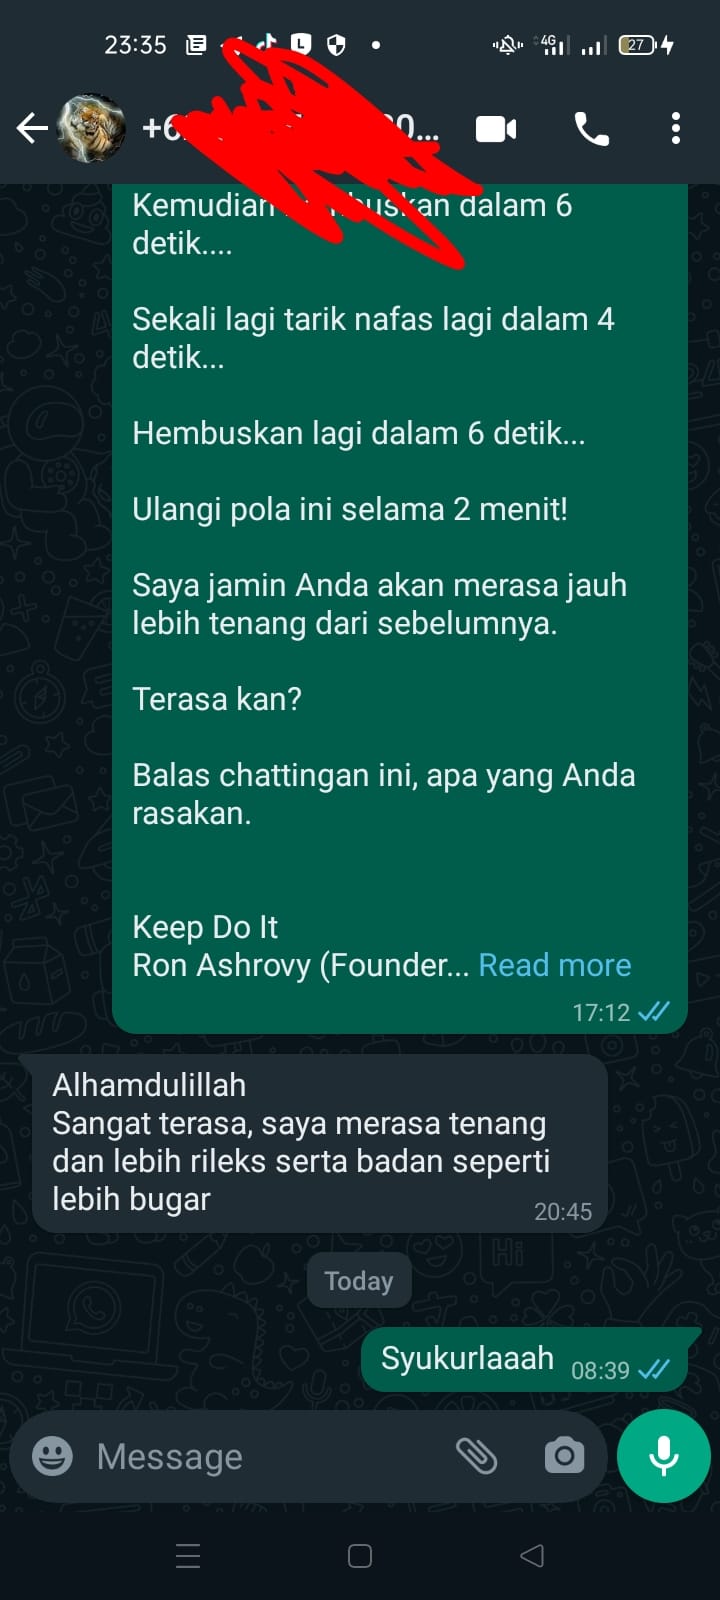 23:35
4G
27
+6
0...
Kemudian dalam 6
detik....
Sekali lagi tarik nafas lagi dalam 4
detik...
Hembuskan lagi dalam 6 detik...
Ulangi pola ini selama 2 menit!
Saya jamin Anda akan merasa jauh
lebih tenang dari sebelumnya.
Terasa kan?
Balas chattingan ini, apa yang Anda
rasakan.
Keep Do It
Ron Ashrovy (Founder... Read more
17:12
Alhamdulillah
Sangat terasa, saya merasa tenang
dan lebih rileks serta badan seperti
lebih bugar
20:45
Today
Syukurlaaah 08:39
Message